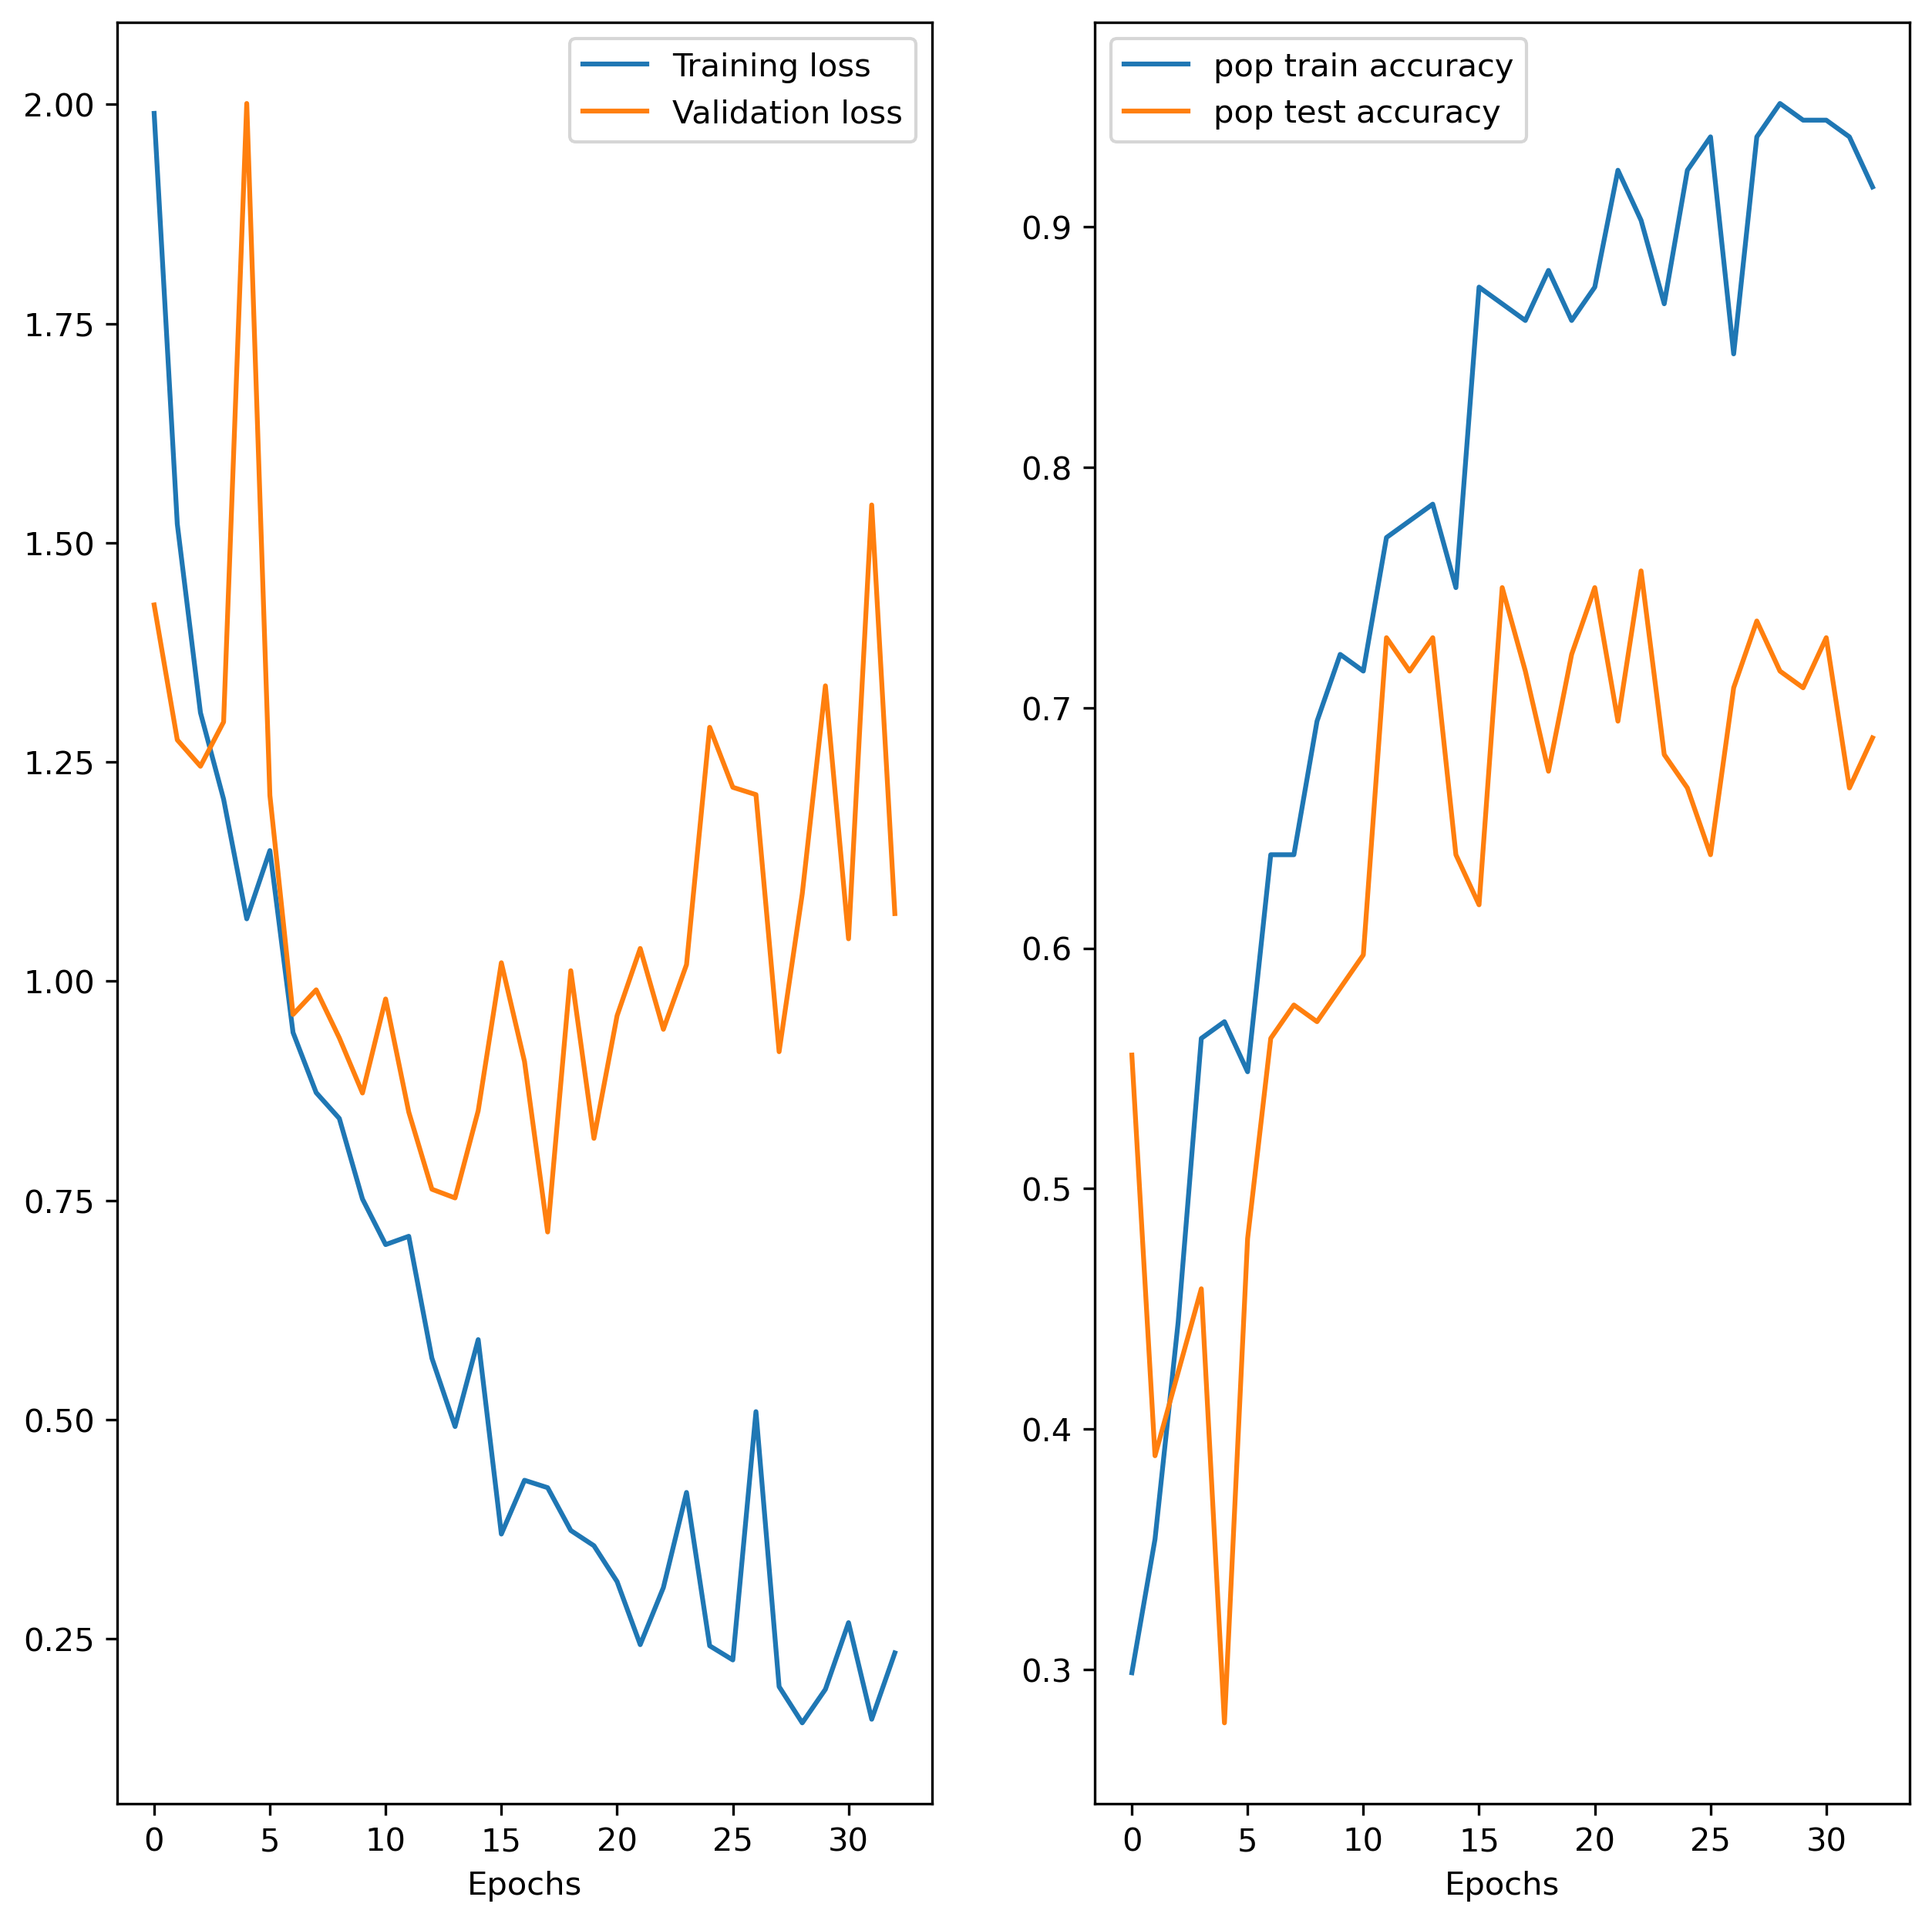 Training loss
Validation loss
2.00
1.75
1.50
1.25
1.00
0.75
0.50
0.25
0 5 10 15 20 25 30
Epochs
pop train accuracy
pop test accuracy
0.9
0.8
0.7
0.6
0.5
0.4
0.3
0 5 10 15 20 25 30
Epochs